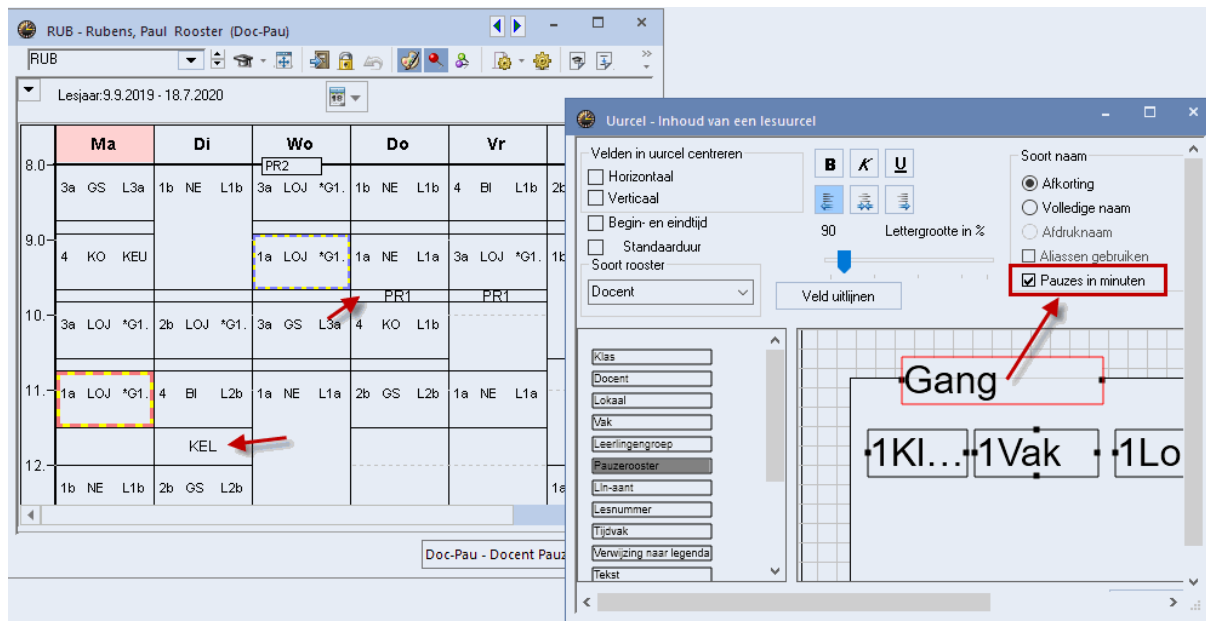 RUB - Rubens, Paul Rooster (Doc-Pau)
RUB
Lesjaar:9.9.2019 - 18.7.2020
Ma Di Wo Do Vr
8.0
PR2
3a GS L3a 1b NE L1b 3a LOJ *G1. 1b NE L1b 4 BI L1b 2b
9.0
4 KO KEU 1a LOJ *G1. 1a NE L1a 3a LOJ *G1. 1b
PR1 PR1
10.
3a LOJ *G1. 2b LOJ *G1. 3a GS L3a 4 KO L1b
11.
1a LOJ *G1. 4 BI L2b 1a NE L1a 2b GS L2b 1a NE L1a
KEL
12.
1b NE L1b 2b GS L2b 1a
Doc-Pau - Docent Pauz
Uurcel - Inhoud van een lesuurcel
Velden in uurcel centreren
Horizontaal
Verticaal
Begin- en eindtijd
Standaarduur
Soort rooster
Docent
B K U
90 Lettergrootte in %
Veld uitlijnen
Soort naam
Afkorting
Volledige naam
Afdruknaam
Aliassen gebruiken
Pauzes in minuten
Klas
Docent
Lokaal
Vak
Leerlingengroep
Pauzerooster
Lln-aant
Lesnummer
Tijdvak
Verwijzing naar legenda
Tekst
Gang
1Kl... 1Vak 1Lo